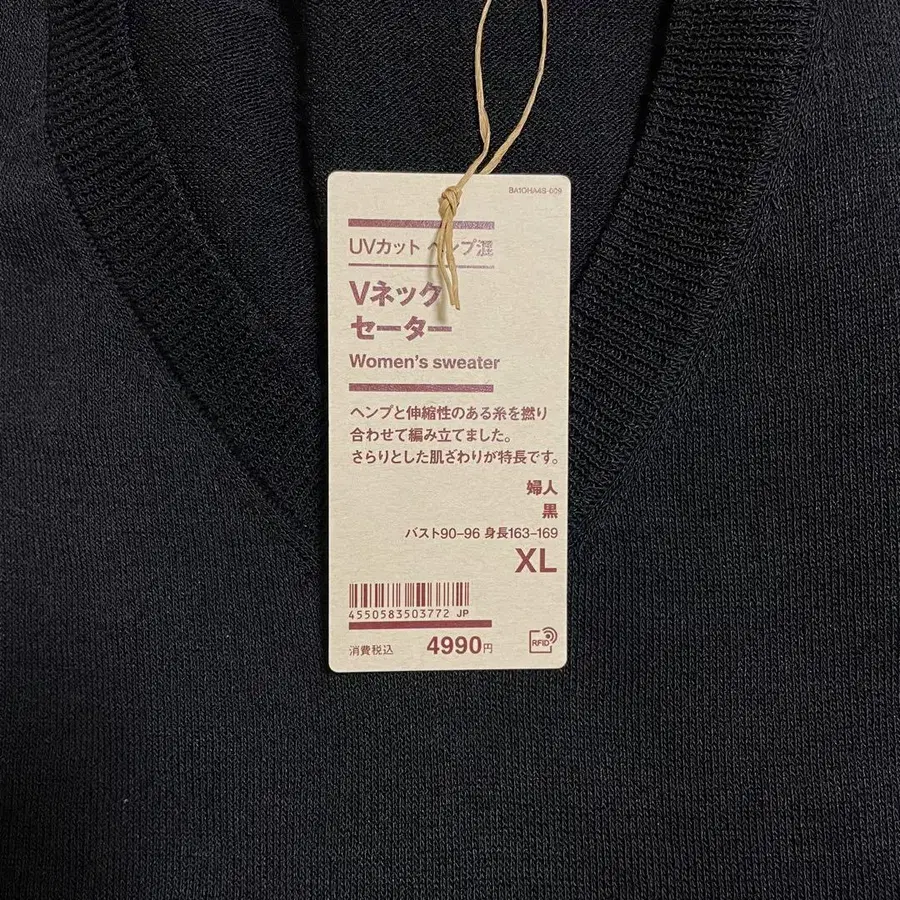 BA1OHA4S-009
UVカット ヘンプ混
Vネック
セーター
Women's sweater
ヘンプと伸縮性のある糸を撚り
合わせて編み立てました。
さらりとした肌ざわりが特長です。
婦人
黒
バスト90-96 身長163-169
XL
4550583503772 JP
消費税込 4990円
RFID